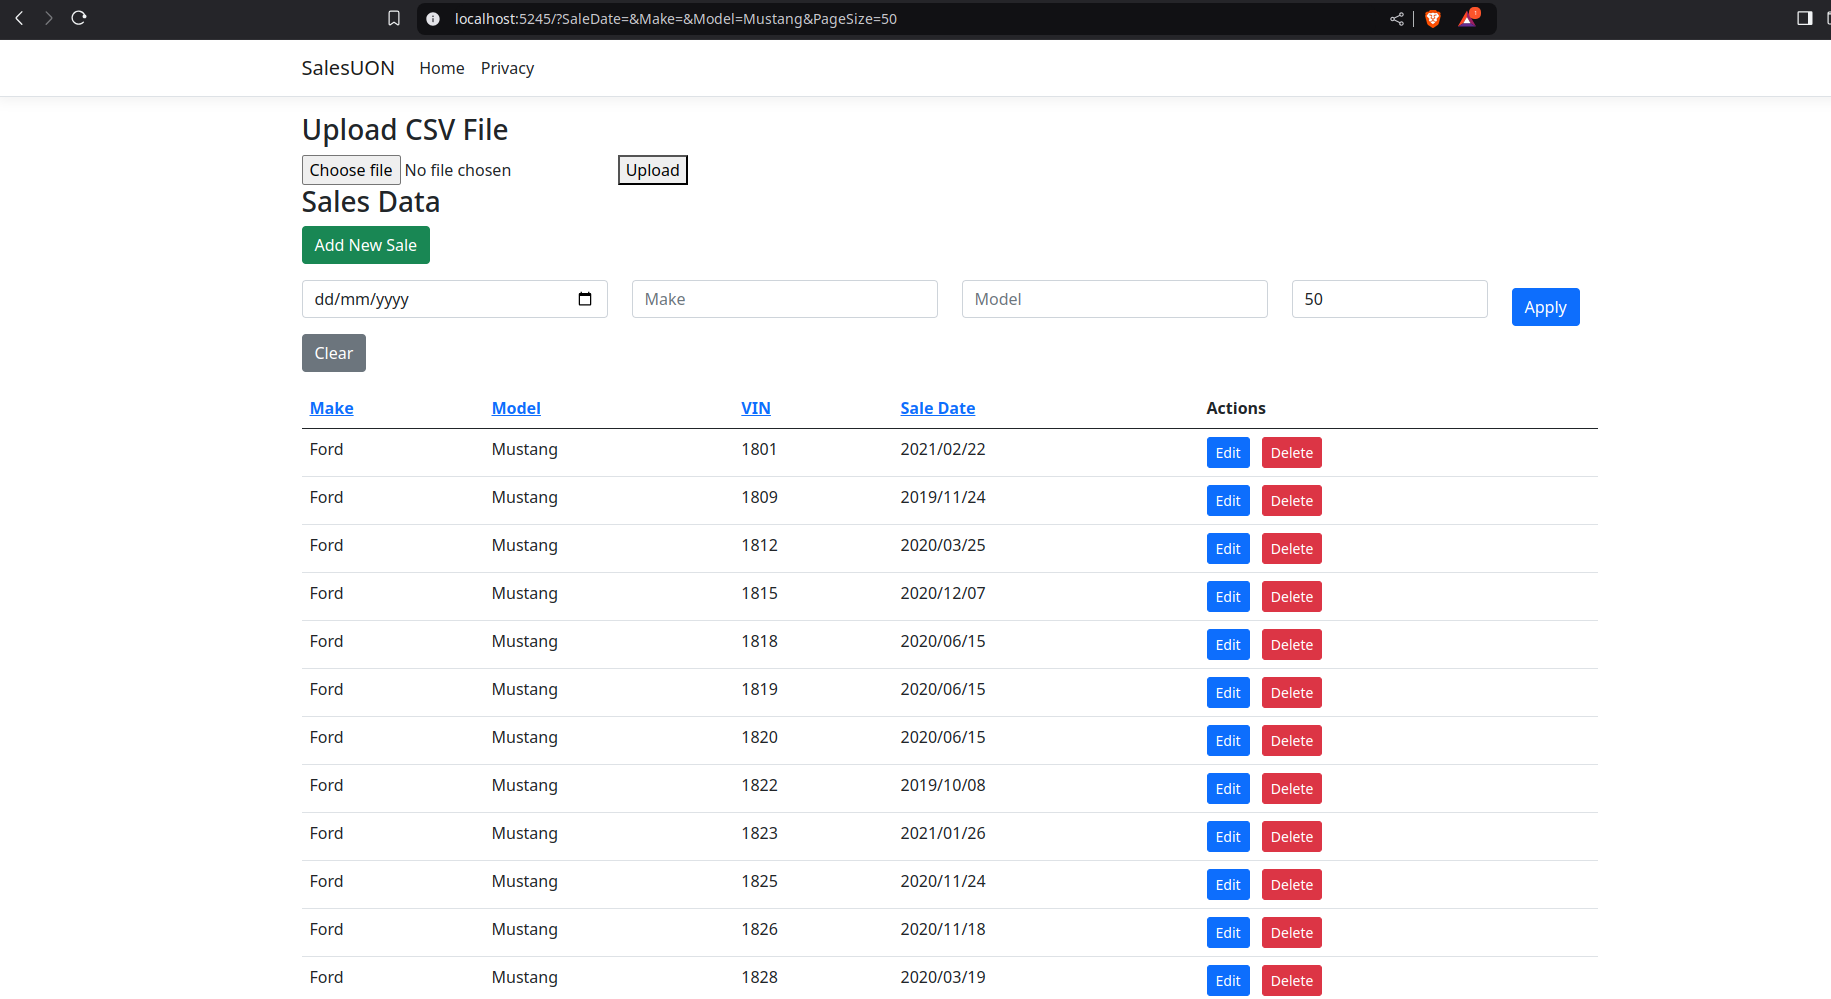 localhost:5245/?SaleDate=&Make=&Model=Mustang&PageSize=50
SalesUON Home Privacy
Upload CSV File
Choose file No file chosen Upload
Sales Data
Add New Sale
dd/mm/yyyy Make Model 50 Apply
Clear
Make Model VIN Sale Date Actions
Ford Mustang 1801 2021/02/22 Edit Delete
Ford Mustang 1809 2019/11/24 Edit Delete
Ford Mustang 1812 2020/03/25 Edit Delete
Ford Mustang 1815 2020/12/07 Edit Delete
Ford Mustang 1818 2020/06/15 Edit Delete
Ford Mustang 1819 2020/06/15 Edit Delete
Ford Mustang 1820 2020/06/15 Edit Delete
Ford Mustang 1822 2019/10/08 Edit Delete
Ford Mustang 1823 2021/01/26 Edit Delete
Ford Mustang 1825 2020/11/24 Edit Delete
Ford Mustang 1826 2020/11/18 Edit Delete
Ford Mustang 1828 2020/03/19 Edit Delete